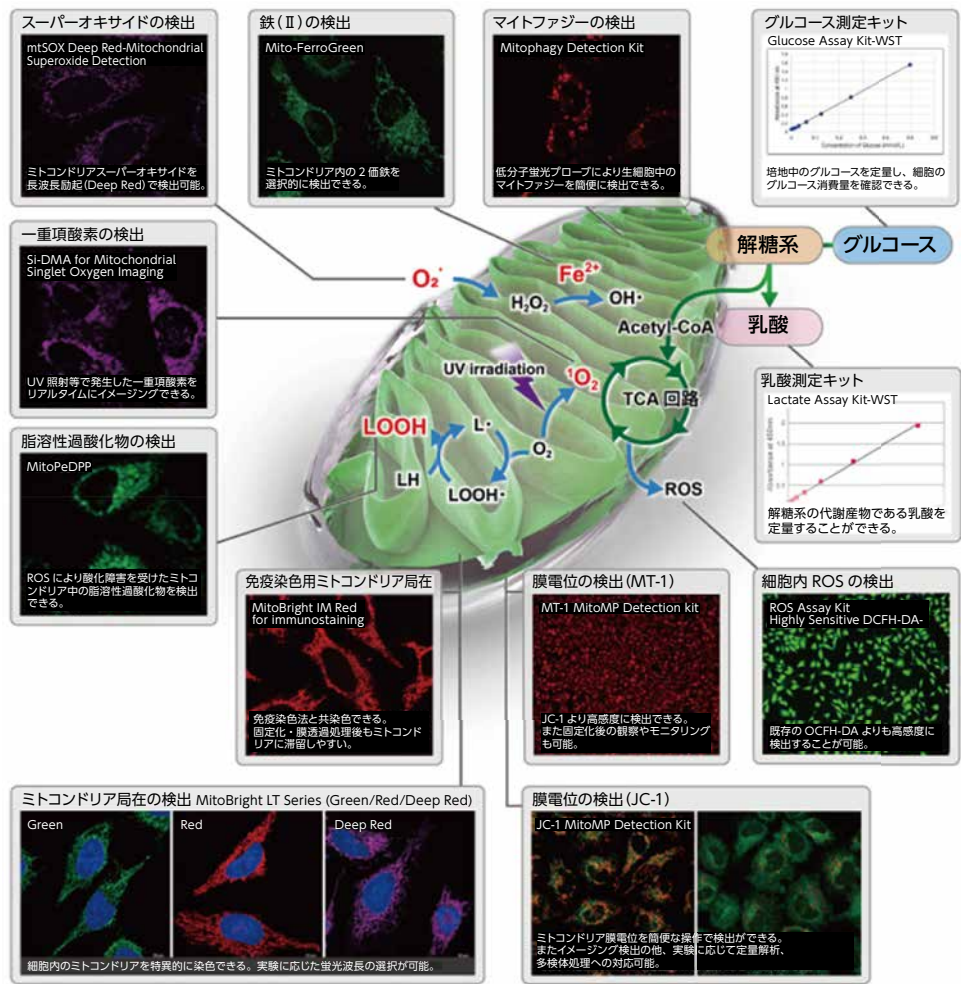 スーパーオキサイドの検出
mtSOX Deep Red-Mitochondrial
Superoxide Detection
ミトコンドリアスーパーオキサイドを
長波長励起(Deep Red)で検出可能。
鉄(Ⅱ)の検出
Mito-FerroGreen
ミトコンドリア内の2価鉄を
選択的に検出できる。
マイトファジーの検出
Mitophagy Detection Kit
低分子蛍光プローブにより生細胞中の
マイトファジーを簡便に検出できる。
グルコース測定キット
Glucose Assay Kit-WST
Concentration of Glucose (mmol/L)
培地中のグルコースを定量し、細胞の
グルコース消費量を確認できる。
一重項酸素の検出
Si-DMA for Mitochondrial
Singlet Oxygen Imaging
UV 照射等で発生した一重項酸素を
リアルタイムにイメージングできる。
解糖系
グルコース
乳酸
O₂˙
H₂O₂
Fe²⁺
OH・
Acetyl-CoA
UV irradiation
¹O₂
TCA 回路
LOOH
L・
O₂
LH
LOOH・
ROS
乳酸測定キット
Lactate Assay Kit-WST
Absorbance at 450nm
2
1
0
解糖系の代謝産物である乳酸を
定量することができる。
脂溶性過酸化物の検出
MitoPeDPP
ROS により酸化障害を受けたミトコ
ンドリア中の脂溶性過酸化物を検出
できる。
免疫染色用ミトコンドリア局在
MitoBright IM Red
for immunostaining
免疫染色法と共染色できる。
固定化・膜透過処理後もミトコンド
リアに滞留しやすい。
膜電位の検出(MT-1)
MT-1 MitoMP Detection kit
JC-1 より高感度に検出できる。
また固定化後の観察やモニタリング
も可能。
細胞内 ROS の検出
ROS Assay Kit
Highly Sensitive DCFH-DA-
既存の OCFH-DA よりも高感度に
検出することが可能。
ミトコンドリア局在の検出 MitoBright LT Series (Green/Red/Deep Red)
Green
Red
Deep Red
細胞内のミトコンドリアを特異的に染色できる。実験に応じた蛍光波長の選択が可能。
膜電位の検出(JC-1)
JC-1 MitoMP Detection Kit
ミトコンドリア膜電位を簡便な操作で検出ができる。
またイメージング検出の他、実験に応じて定量解析、
多検体処理への対応可能。